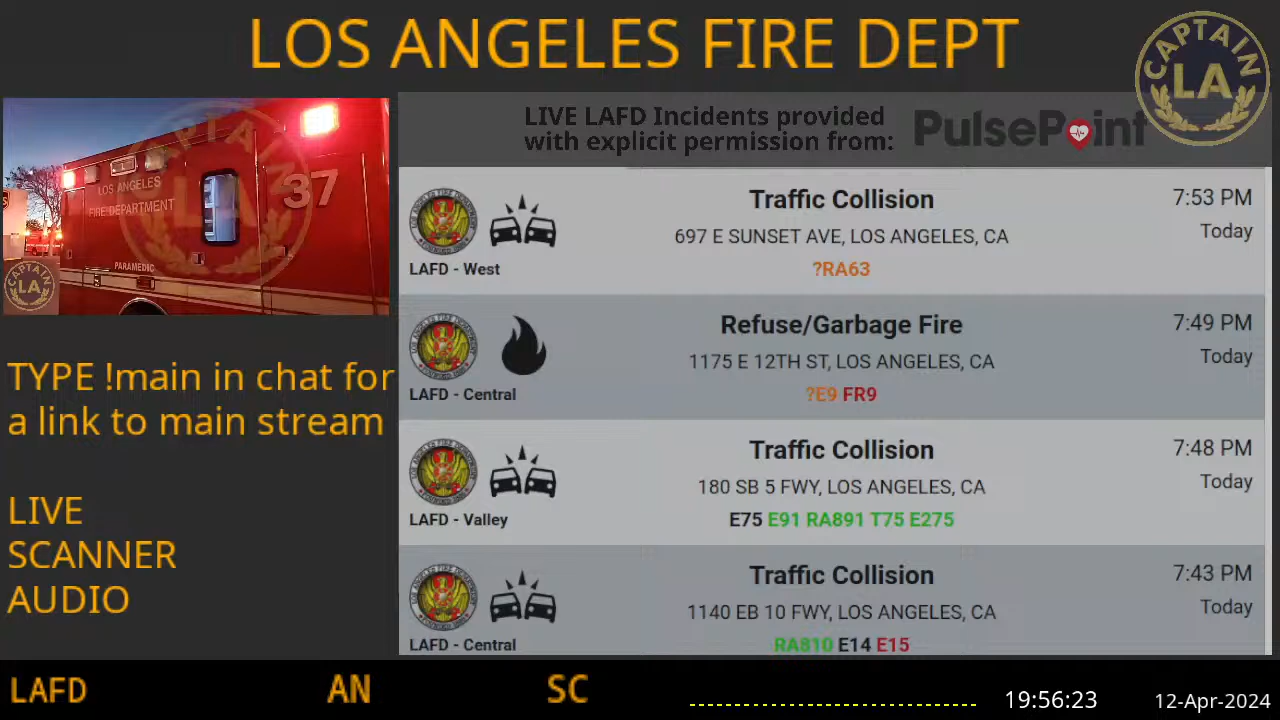 LOS ANGELES FIRE DEPT
CAPTAIN
LA
LIVE LAFD Incidents provided
with explicit permission from:
PulsePoint
LOS ANGELES
FIRE DEPARTMENT
37
PARAMEDIC
CAPTAIN
LA
Traffic Collision
7:53 PM
697 E SUNSET AVE, LOS ANGELES, CA
Today
LAFD - West
?RA63
Refuse/Garbage Fire
7:49 PM
1175 E 12TH ST, LOS ANGELES, CA
Today
LAFD - Central
?E9 FR9
Traffic Collision
7:48 PM
180 SB 5 FWY, LOS ANGELES, CA
Today
LAFD - Valley
E75 E91 RA891 T75 E275
Traffic Collision
7:43 PM
1140 EB 10 FWY, LOS ANGELES, CA
Today
LAFD - Central
RA810 E14 E15
TYPE !main in chat for
a link to main stream
LIVE
SCANNER
AUDIO
LAFD AN SC 19:56:23 12-Apr-2024